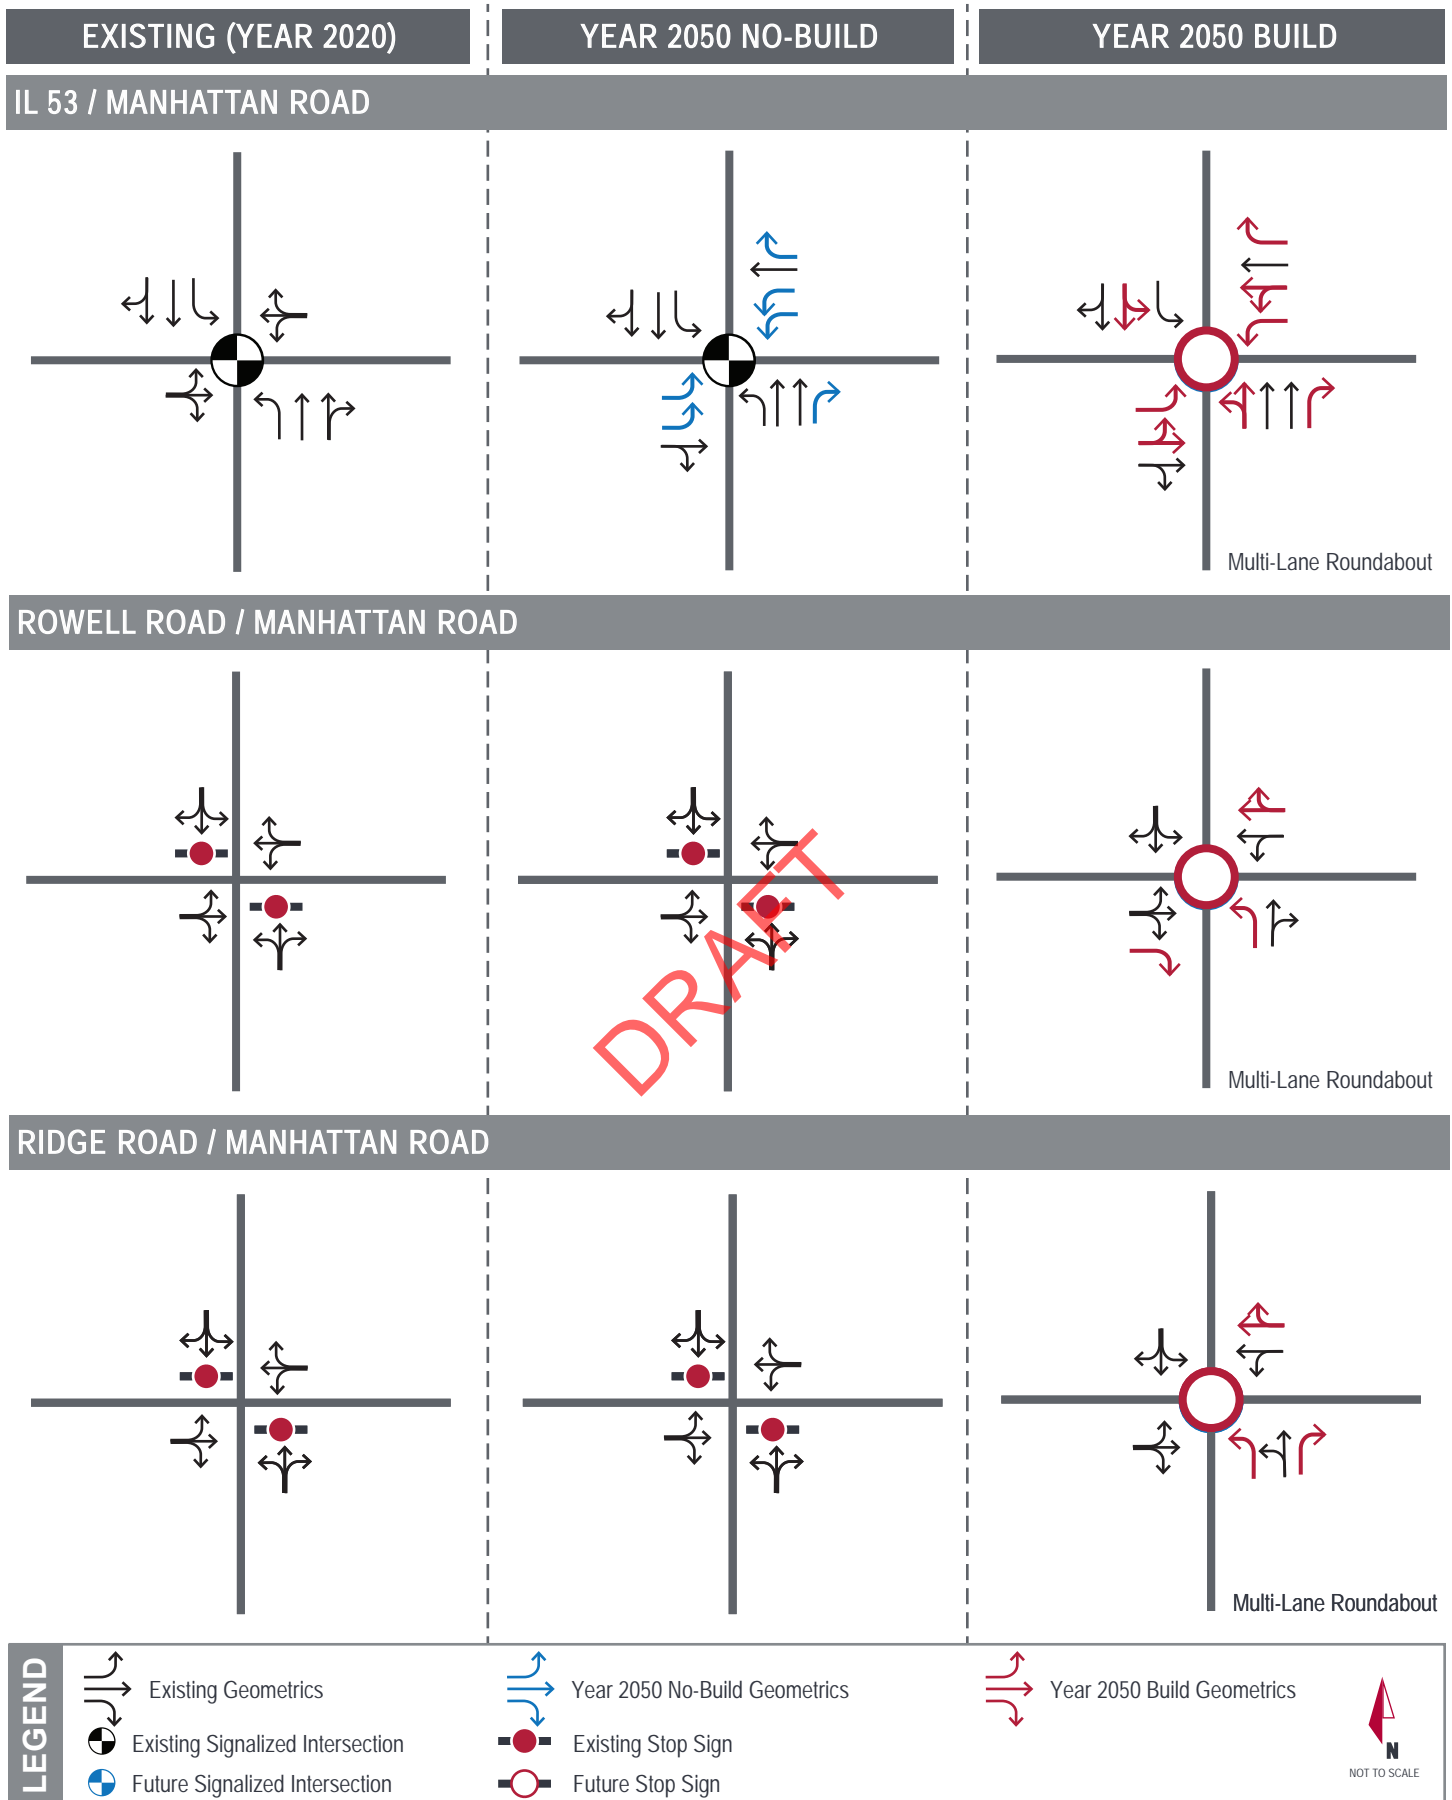 EXISTING (YEAR 2020)
YEAR 2050 NO-BUILD
YEAR 2050 BUILD
IL 53 / MANHATTAN ROAD
Multi-Lane Roundabout
ROWELL ROAD / MANHATTAN ROAD
DRAFT
Multi-Lane Roundabout
RIDGE ROAD / MANHATTAN ROAD
Multi-Lane Roundabout
LEGEND
Existing Geometrics
Year 2050 No-Build Geometrics
Year 2050 Build Geometrics
Existing Signalized Intersection
Existing Stop Sign
Future Signalized Intersection
Future Stop Sign
N
NOT TO SCALE